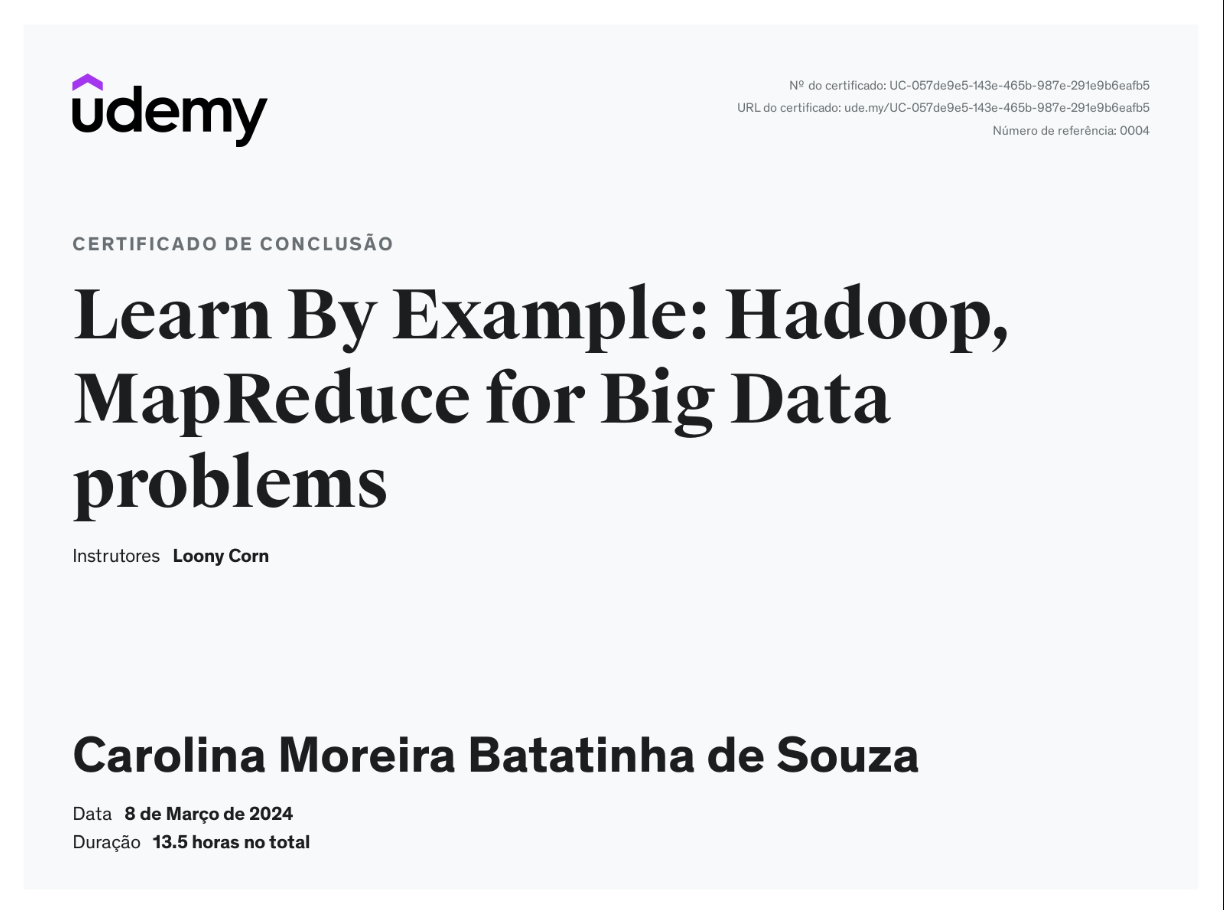 udemy
Nº do certificado: UC-057de9e5-143e-465b-987e-291e9b6eafb5
URL do certificado: ude.my/UC-057de9e5-143e-465b-987e-291e9b6eafb5
Número de referência: 0004
CERTIFICADO DE CONCLUSÃO
Learn By Example: Hadoop,
MapReduce for Big Data
problems
Instrutores Loony Corn
Carolina Moreira Batatinha de Souza
Data 8 de Março de 2024
Duração 13.5 horas no total